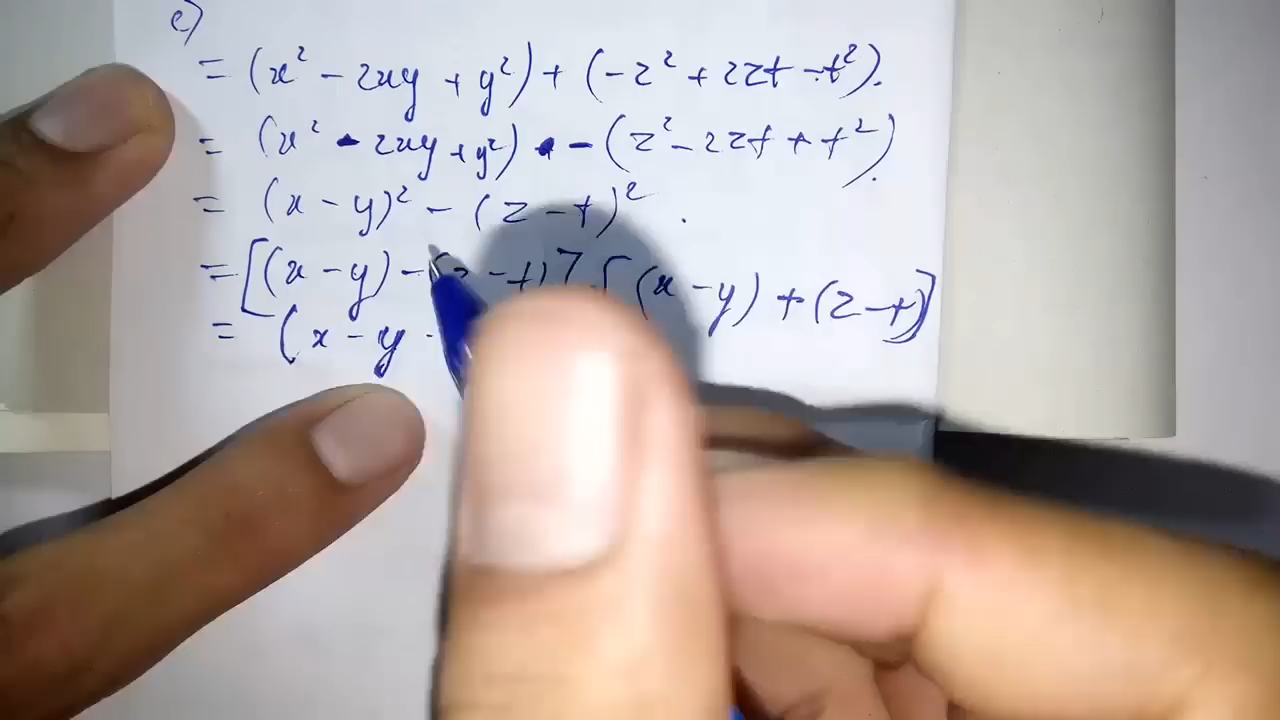 c)
= (x² - 2xy + y²) + (-z² + 2zt - t²).
= (x² - 2xy + y²) - (z² - 2zt + t²).
= (x - y)² - (z - t)².
= [(x - y) - (z - t)] . [(x - y) + (z - t)]
= (x - y